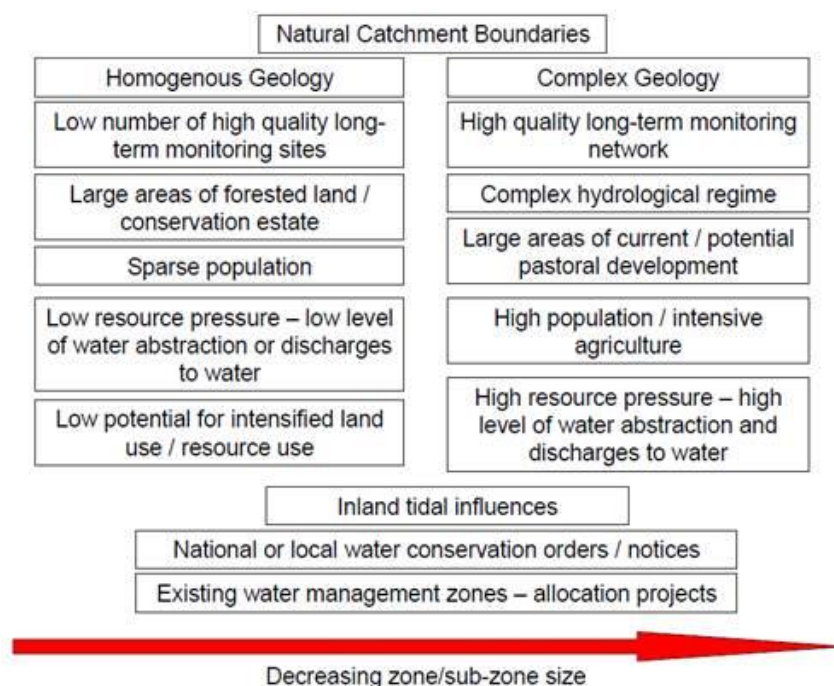 Natural Catchment Boundaries
Homogenous Geology
Low number of high quality long-
term monitoring sites
Large areas of forested land /
conservation estate
Sparse population
Low resource pressure – low level
of water abstraction or discharges
to water
Low potential for intensified land
use / resource use
Complex Geology
High quality long-term monitoring
network
Complex hydrological regime
Large areas of current / potential
pastoral development
High population / intensive
agriculture
High resource pressure – high
level of water abstraction and
discharges to water
Inland tidal influences
National or local water conservation orders / notices
Existing water management zones – allocation projects
Decreasing zone/sub-zone size